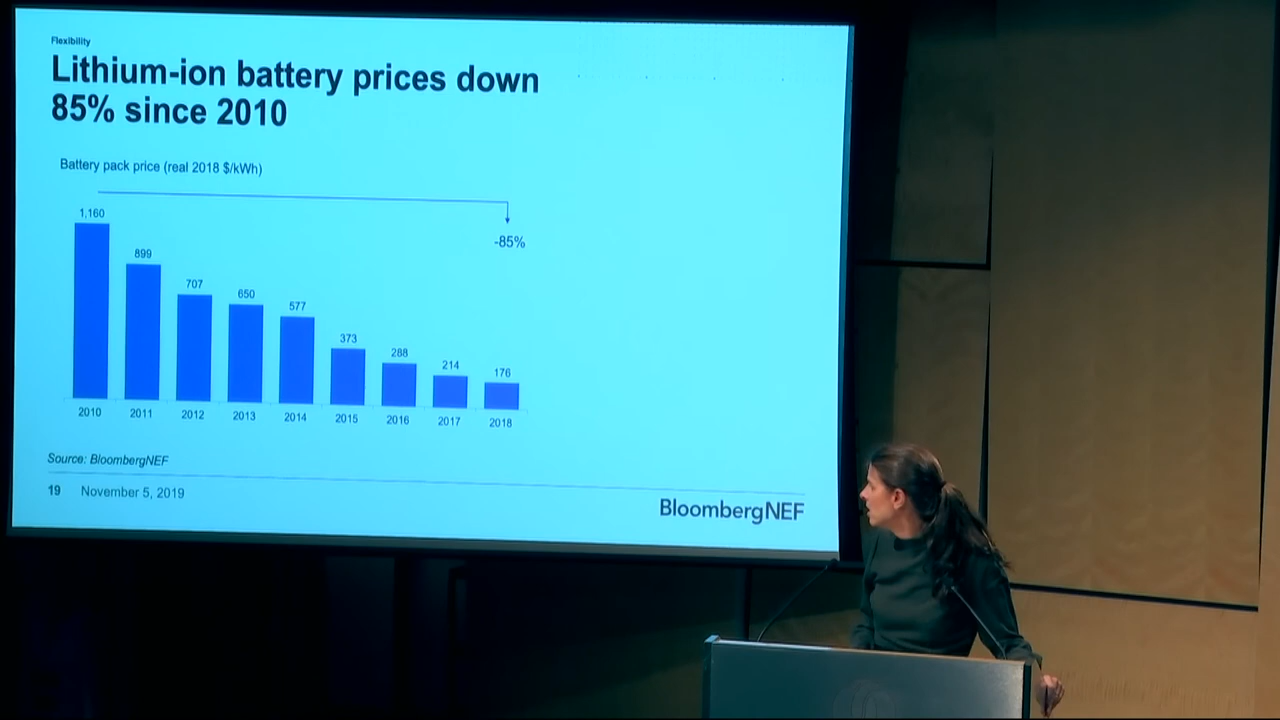 Flexibility
Lithium-ion battery prices down
85% since 2010
Battery pack price (real 2018 $/kWh)
-85%
1,160
899
707
650
577
373
288
214
176
2010
2011
2012
2013
2014
2015
2016
2017
2018
Source: BloombergNEF
19 November 5, 2019
BloombergNEF